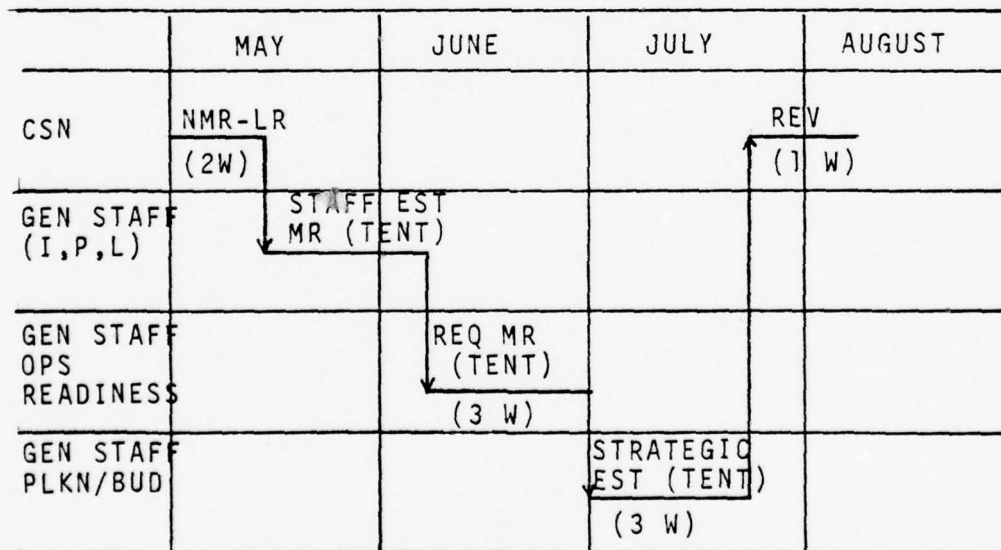 MAY JUNE JULY AUGUST
CSN NMR-LR REV
(2W) (1 W)
GEN STAFF STAFF EST
(I,P,L) MR (TENT)
GEN STAFF REQ MR
OPS (TENT)
READINESS
(3 W)
GEN STAFF STRATEGIC
PLKN/BUD EST (TENT)
(3 W)